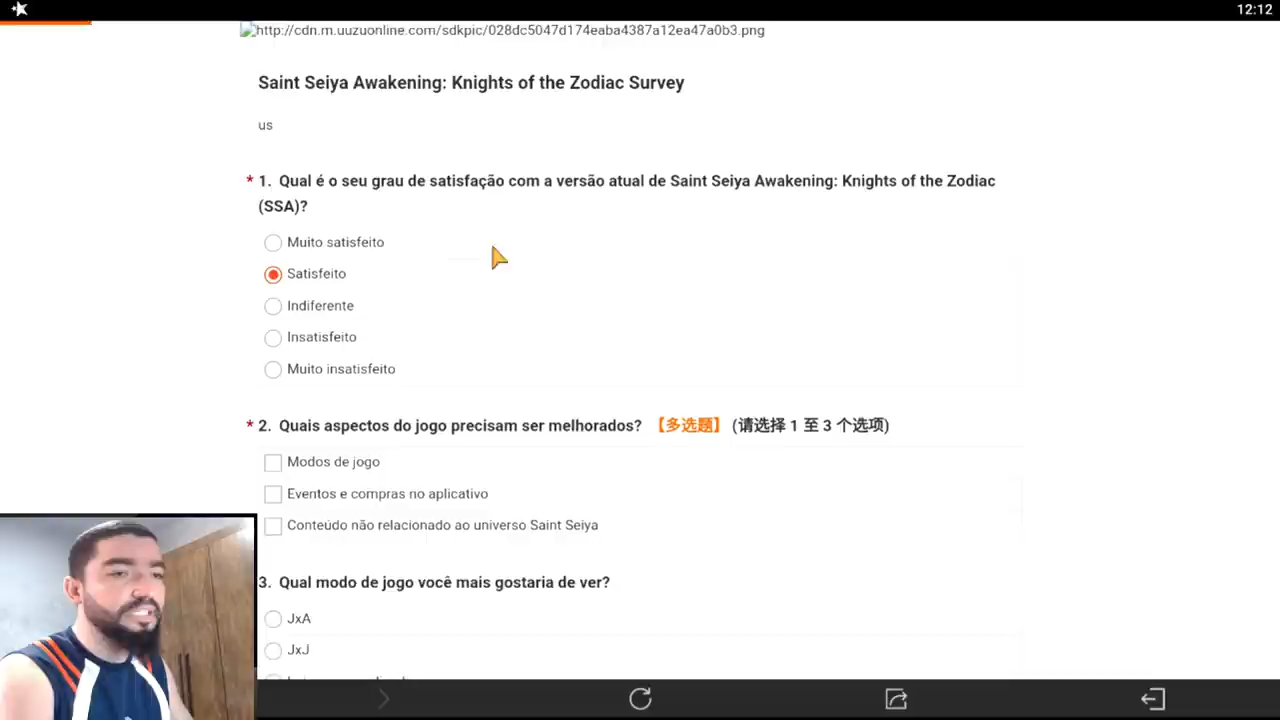 12:12
http://cdn.m.uuzuonline.com/sdkpic/028dc5047d174eaba4387a12ea47a0b3.png
Saint Seiya Awakening: Knights of the Zodiac Survey
us
* 1. Qual é o seu grau de satisfação com a versão atual de Saint Seiya Awakening: Knights of the Zodiac
(SSA)?
Muito satisfeito
Satisfeito
Indiferente
Insatisfeito
Muito insatisfeito
* 2. Quais aspectos do jogo precisam ser melhorados? 【多选题】 (请选择 1 至 3 个选项)
Modos de jogo
Eventos e compras no aplicativo
Conteúdo não relacionado ao universo Saint Seiya
3. Qual modo de jogo você mais gostaria de ver?
JxA
JxJ